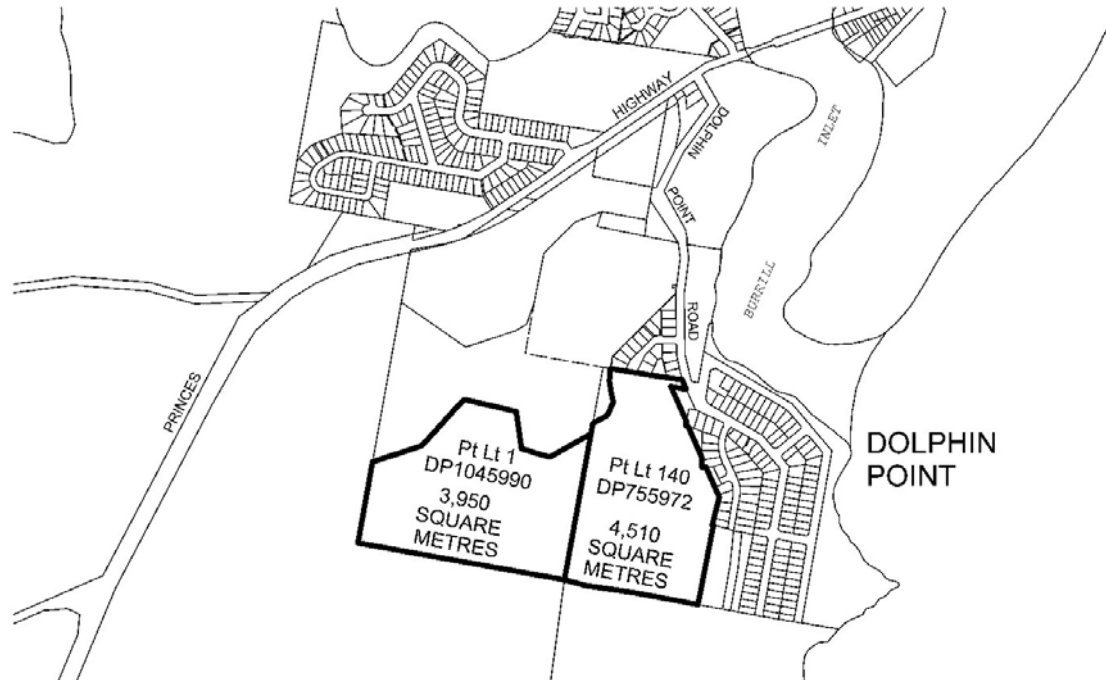 HIGHWAY
DOLPHIN
INLET
POINT
BURRILL
ROAD
PRINCES
DOLPHIN
POINT
Pt Lt 1
DP1045990
3,950
SQUARE
METRES
Pt Lt 140
DP755972
4,510
SQUARE
METRES